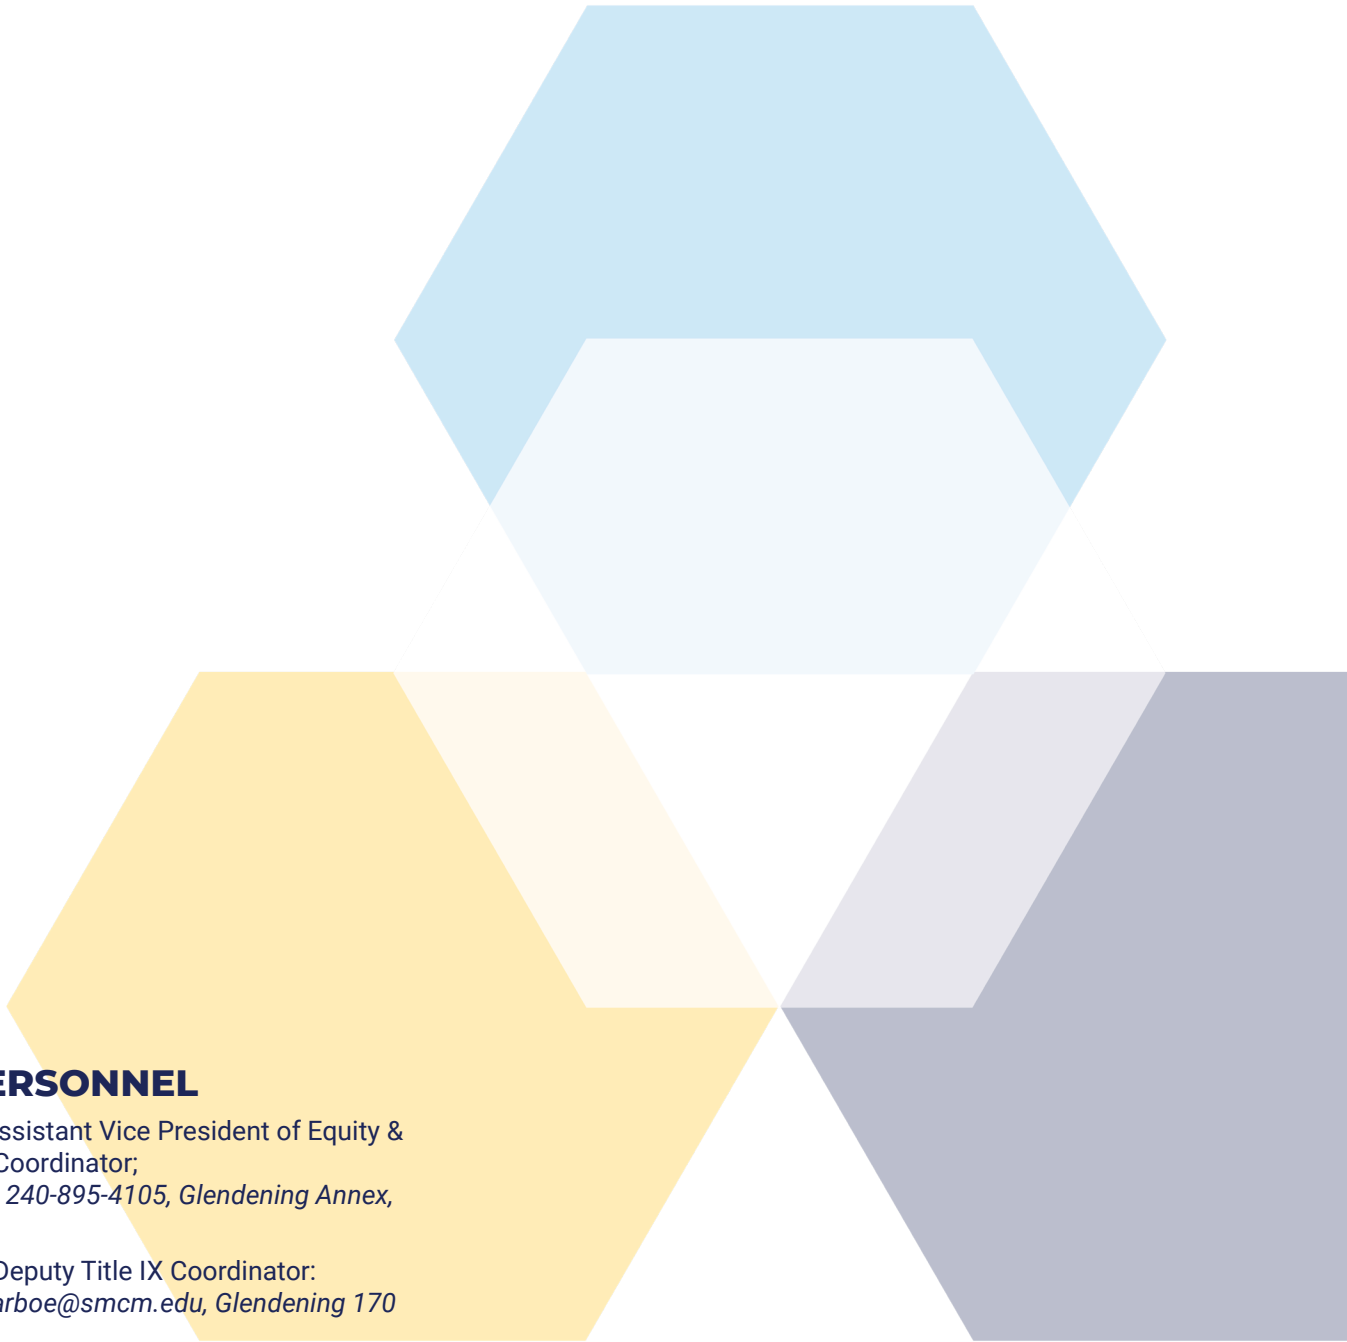 ERSONNEL
ssistant Vice President of Equity &
Coordinator;
240-895-4105, Glendening Annex,
Deputy Title IX Coordinator:
arboe@smcm.edu, Glendening 170